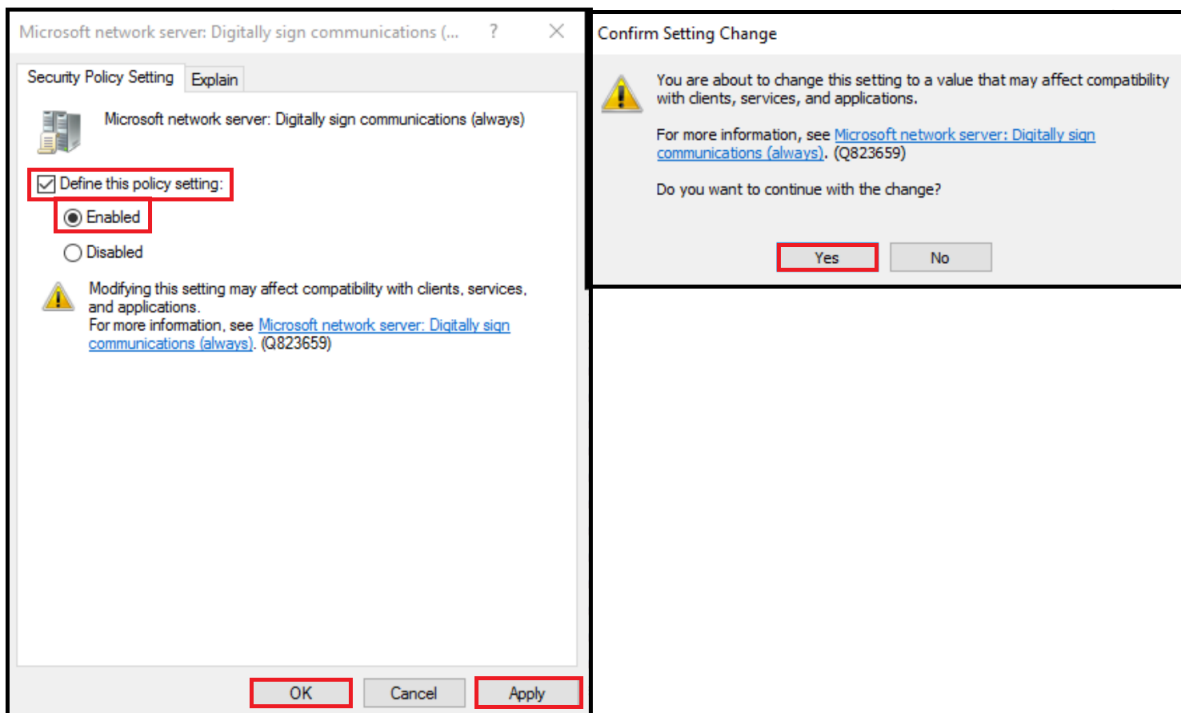 Microsoft network server: Digitally sign communications (...
?
Security Policy Setting
Explain
Microsoft network server: Digitally sign communications (always)
Define this policy setting:
Enabled
Disabled
Modifying this setting may affect compatibility with clients, services,
and applications.
For more information, see Microsoft network server: Digitally sign
communications (always). (Q823659)
OK
Cancel
Apply
Confirm Setting Change
You are about to change this setting to a value that may affect compatibility
with clients, services, and applications.
For more information, see Microsoft network server: Digitally sign
communications (always). (Q823659)
Do you want to continue with the change?
Yes
No